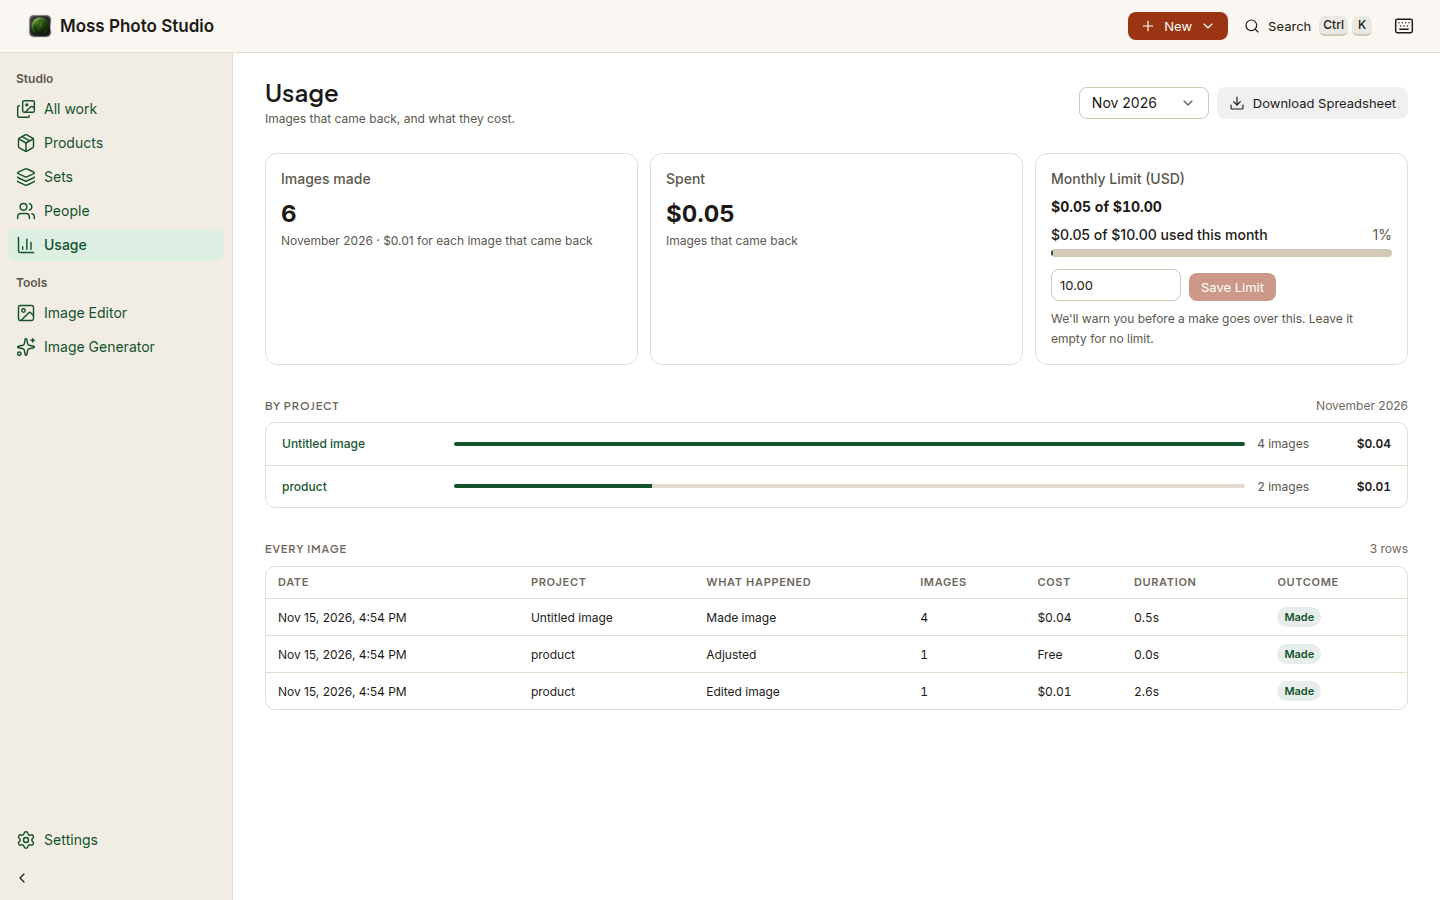 Moss Photo Studio
New
Search Ctrl K
Studio
All work
Products
Sets
People
Usage
Tools
Image Editor
Image Generator
Settings
Usage
Images that came back, and what they cost.
Nov 2026
Download Spreadsheet
Images made
6
November 2026 · $0.01 for each image that came back
Spent
$0.05
Images that came back
Monthly Limit (USD)
$0.05 of $10.00
$0.05 of $10.00 used this month 1%
10.00
Save Limit
We'll warn you before a make goes over this. Leave it
empty for no limit.
BY PROJECT November 2026
Untitled image 4 images $0.04
product 2 images $0.01
EVERY IMAGE 3 rows
DATE PROJECT WHAT HAPPENED IMAGES COST DURATION OUTCOME
Nov 15, 2026, 4:54 PM Untitled image Made image 4 $0.04 0.5s Made
Nov 15, 2026, 4:54 PM product Adjusted 1 Free 0.0s Made
Nov 15, 2026, 4:54 PM product Edited image 1 $0.01 2.6s Made